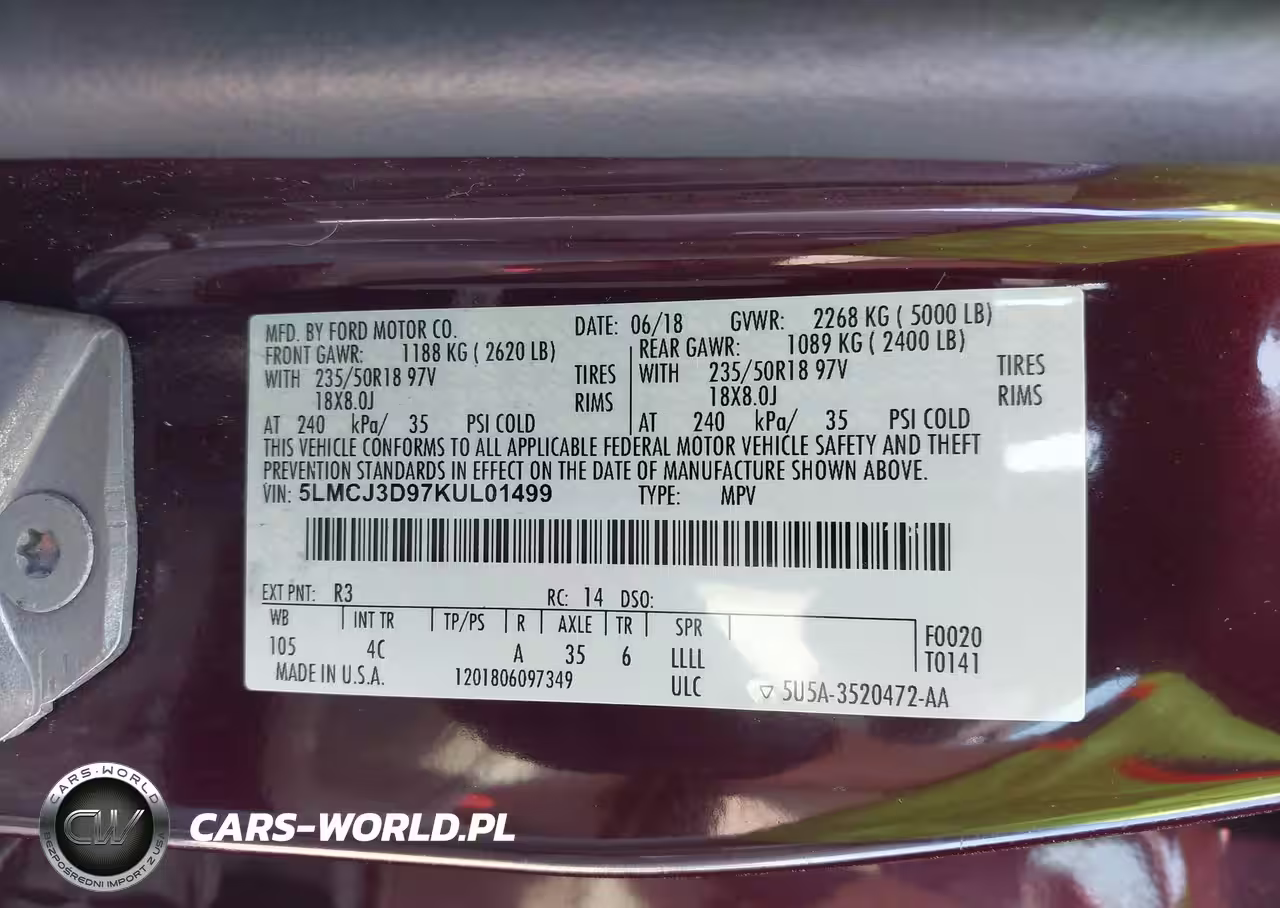 MFD. BY FORD MOTOR CO. DATE: 06/18 GVWR: 2268 KG ( 5000 LB)
FRONT GAWR: 1188 KG ( 2620 LB) REAR GAWR: 1089 KG ( 2400 LB)
WITH 235/50R18 97V TIRES WITH 235/50R18 97V TIRES
18X8.0J RIMS 18X8.0J RIMS
AT 240 kPa/ 35 PSI COLD AT 240 kPa/ 35 PSI COLD
THIS VEHICLE CONFORMS TO ALL APPLICABLE FEDERAL MOTOR VEHICLE SAFETY AND THEFT
PREVENTION STANDARDS IN EFFECT ON THE DATE OF MANUFACTURE SHOWN ABOVE.
VIN: 5LMCJ3D97KUL01499 TYPE: MPV
EXT PNT: R3 RC: 14 DSO:
WB INT TR TP/PS R AXLE TR SPR F0020
105 4C A 35 6 LLLL T0141
MADE IN U.S.A. 1201806097349 ULC ▽ 5U5A-3520472-AA
CARS-WORLD
CW
BEZPOŚREDNI IMPORT Z USA
CARS-WORLD.PL